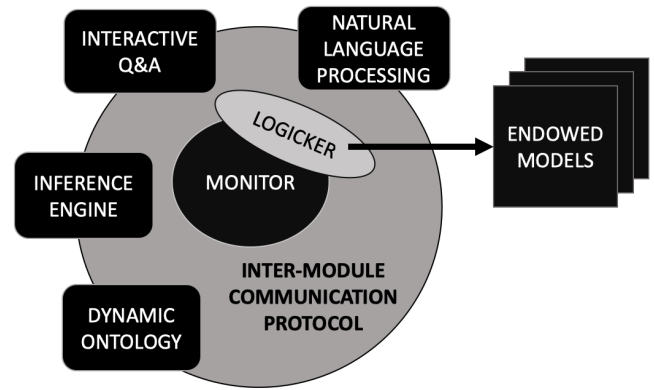 INTERACTIVE
Q&A
NATURAL
LANGUAGE
PROCESSING
LOGICKER
ENDOWED
MODELS
INFERENCE
ENGINE
MONITOR
INTER-MODULE
COMMUNICATION
PROTOCOL
DYNAMIC
ONTOLOGY